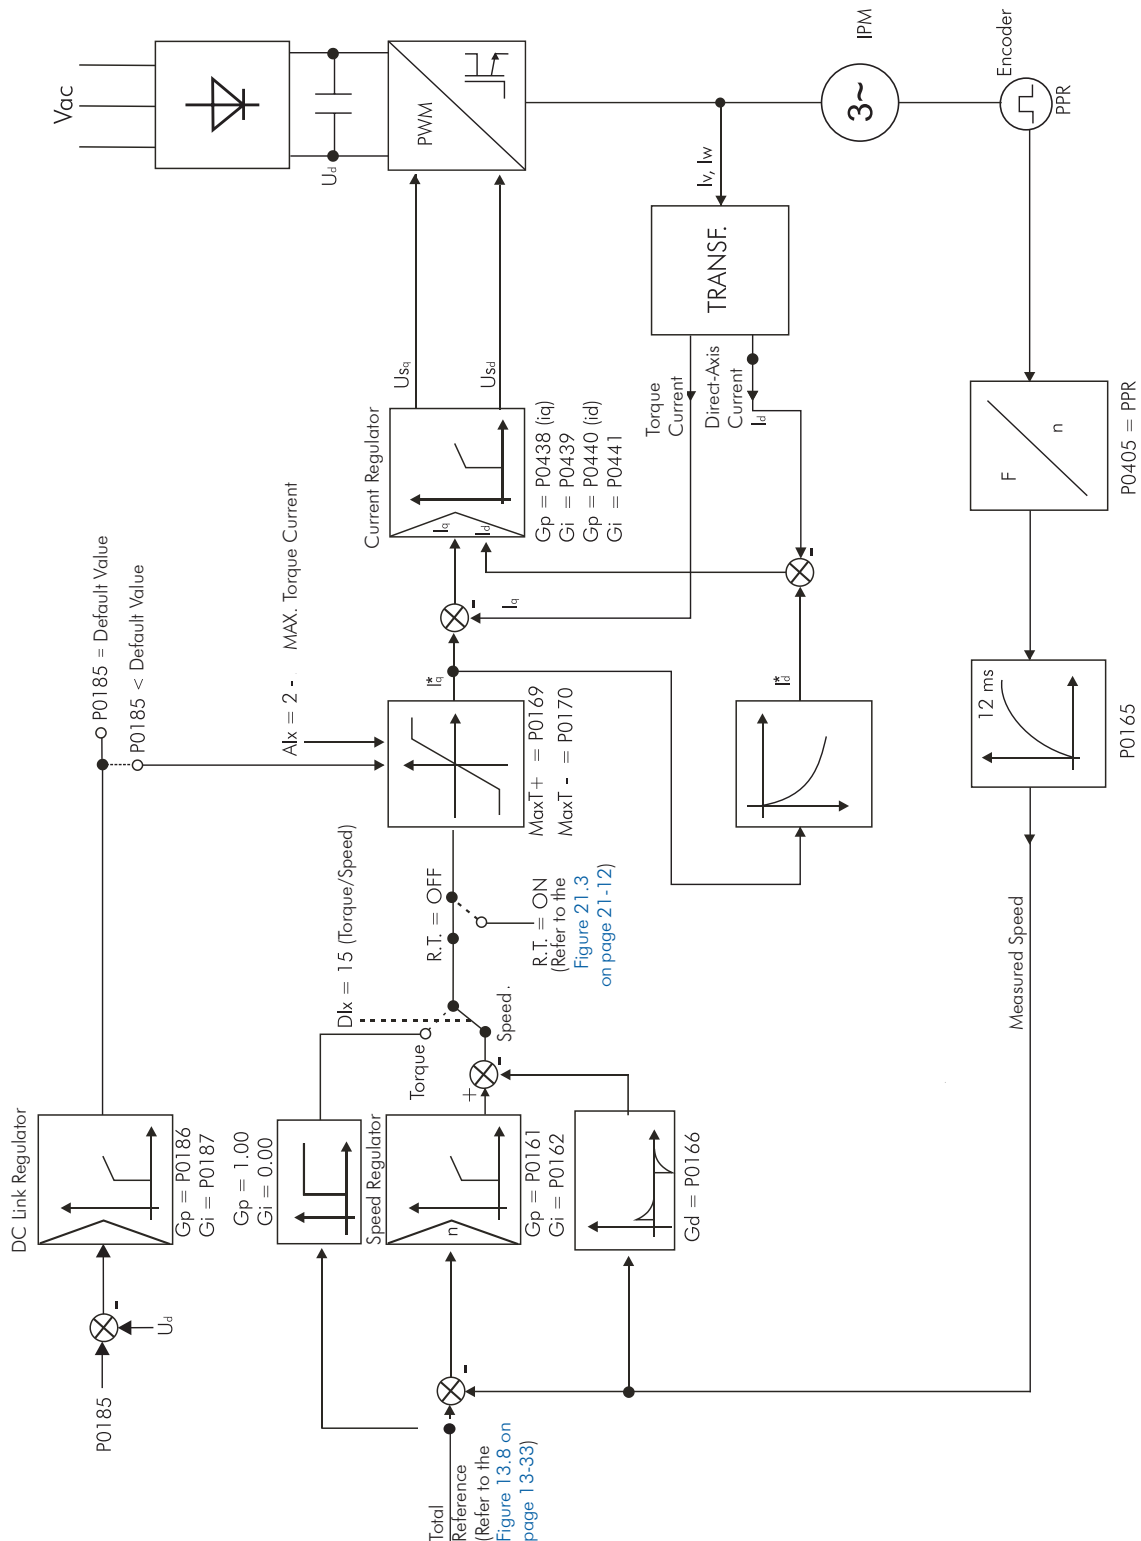 Vac
Ud
PWM
IPM
3~
Encoder
PPR
Iv, Iw
TRANSF.
Usq
Usd
Torque
Current
Direct-Axis
Current
Id
Current Regulator
Iq
Id
Gp = P0438 (iq)
Gi = P0439
Gp = P0440 (id)
Gi = P0441
F
n
P0405 = PPR
P0185 = Default Value
P0185 < Default Value
AIx = 2 - MAX. Torque Current
-
Iq
-
I*q
I*d
MaxT+ = P0169
MaxT - = P0170
12 ms
P0165
DIx = 15 (Torque/Speed)
R.T. = OFF
R.T. = ON
(Refer to the
Figure 21.3
on page 21-12)
Measured Speed
Torque
Speed.
+
-
DC Link Regulator
Gp = P0186
Gi = P0187
Gp = 1.00
Gi = 0.00
Speed Regulator
n
Gp = P0161
Gi = P0162
Gd = P0166
-
Ud
P0185
-
Total
Reference
(Refer to the
Figure 13.8 on
page 13-33)